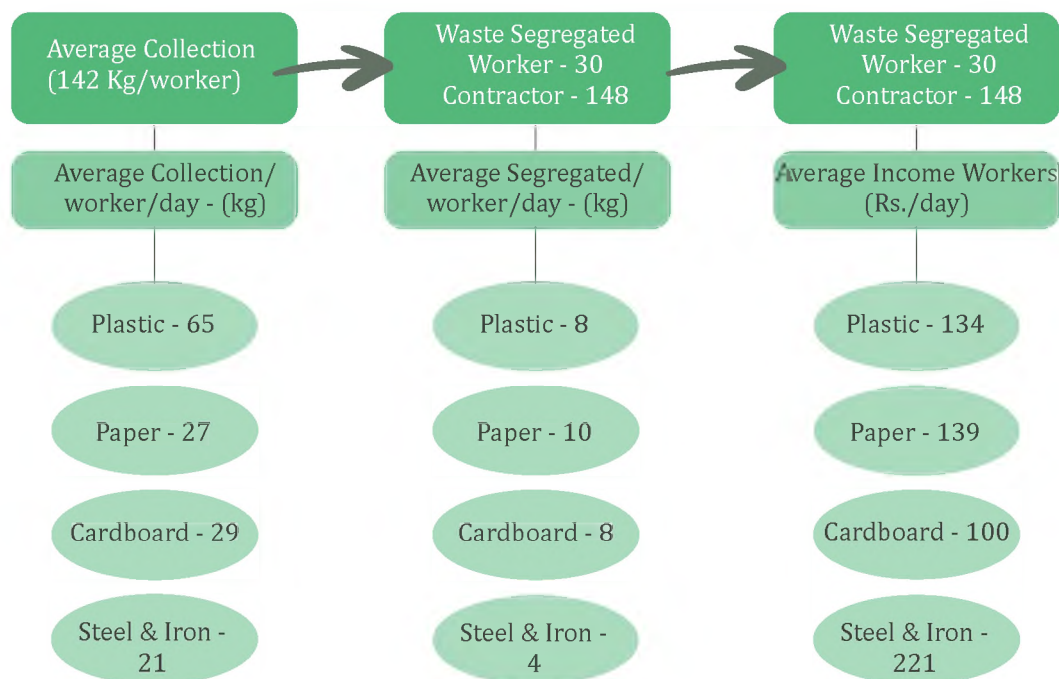 Average Collection
(142 Kg/worker)
Waste Segregated
Worker - 30
Contractor - 148
Waste Segregated
Worker - 30
Contractor - 148
Average Collection/
worker/day - (kg)
Average Segregated/
worker/day - (kg)
Average Income Workers
(Rs./day)
Plastic - 65
Plastic - 8
Plastic - 134
Paper - 27
Paper - 10
Paper - 139
Cardboard - 29
Cardboard - 8
Cardboard - 100
Steel & Iron -
21
Steel & Iron -
4
Steel & Iron -
221